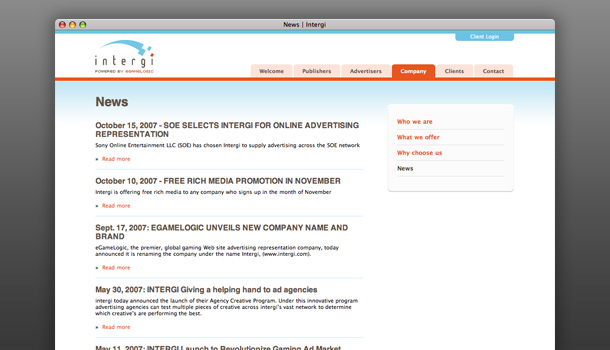 News | Intergi
Client Login
intergi
POWERED BY EGAMELOGIC
Welcome
Publishers
Advertisers
Company
Clients
Contact
News
October 15, 2007 - SOE SELECTS INTERGI FOR ONLINE ADVERTISING
REPRESENTATION
Sony Online Entertainment LLC (SOE) has chosen Intergi to supply advertising across the SOE network
» Read more
October 10, 2007 - FREE RICH MEDIA PROMOTION IN NOVEMBER
Intergi is offering free rich media to any company who signs up in the month of November
» Read more
Sept. 17, 2007: EGAMELOGIC UNVEILS NEW COMPANY NAME AND
BRAND
eGameLogic, the premier, global gaming Web site advertising representation company, today
announced it is renaming the company under the name Intergi, (www.intergi.com).
» Read more
May 30, 2007: INTERGI Giving a helping hand to ad agencies
intergi today announced the launch of their Agency Creative Program. Under this innovative program
advertising agencies can test multiple pieces of creative across intergi's vast network to determine
which creative's are performing the best.
» Read more
May 11, 2007: INTERGI Launch to Revolutionize Gaming Ad Market
Who we are
What we offer
Why choose us
News